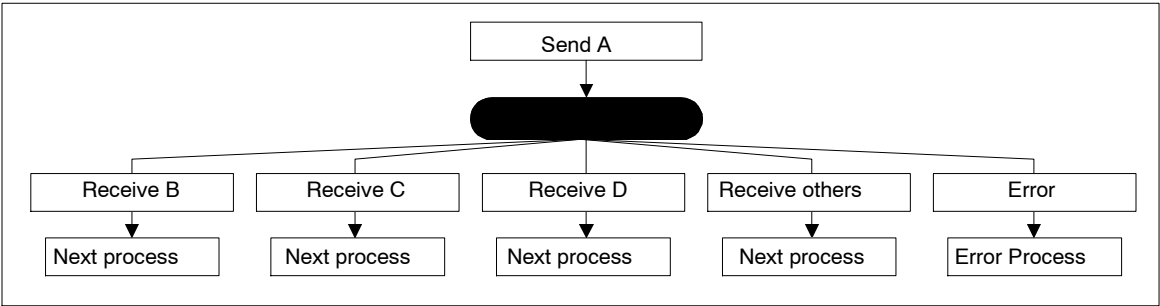 Send A
Receive B
Receive C
Receive D
Receive others
Error
Next process
Next process
Next process
Next process
Error Process